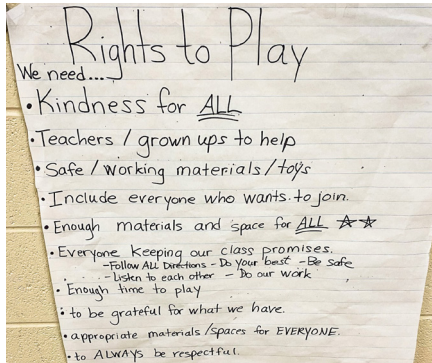 Rights to Play
We need....
• Kindness for ALL
• Teachers / grown ups to help
• Safe / working materials / toys
• Include everyone who wants to join.
• Enough materials and space for ALL ☆☆
• Everyone keeping our class promises.
- Follow ALL Directions - Do your best - Be safe
- Listen to each other - Do our work
• Enough time to play
• to be grateful for what we have.
• appropriate materials / spaces for EVERYONE.
• to ALWAYS be respectful.